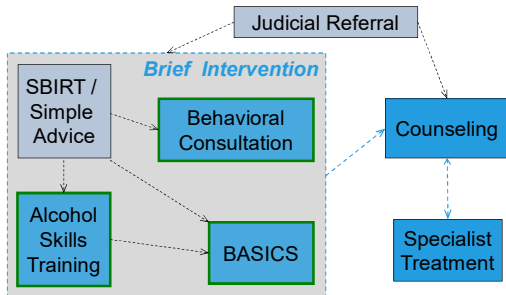 Judicial Referral
Brief Intervention
SBIRT /
Simple
Advice
Behavioral
Consultation
Counseling
Alcohol
Skills
Training
BASICS
Specialist
Treatment